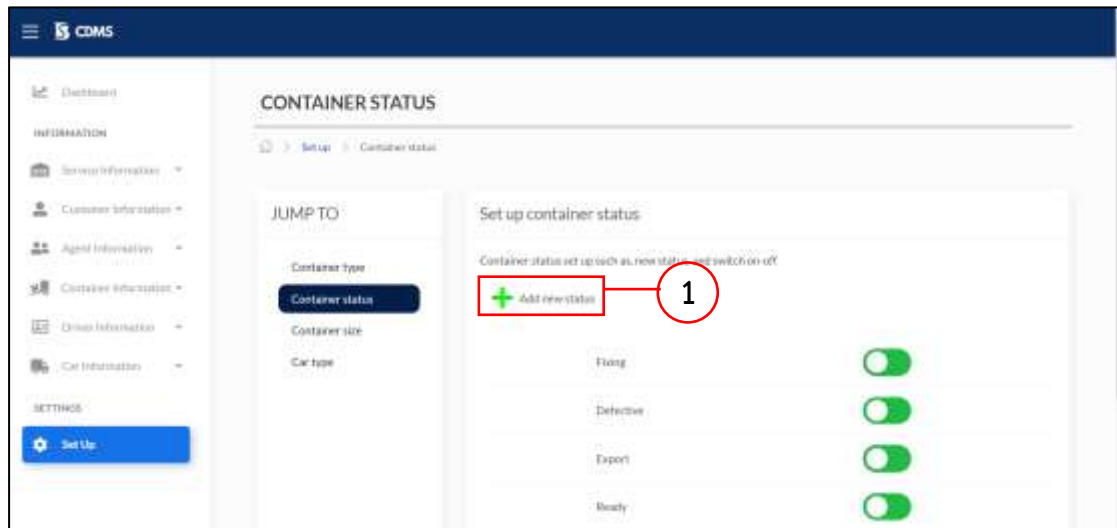 CDMS
Dashboard
INFORMATION
Service Information
Customer Information
Agent Information
Container Information
Driver Information
Car Information
SETTINGS
Set Up
CONTAINER STATUS
Set up > Container status
JUMP TO
Container type
Container status
Container size
Car type
Set up container status
Container status set up such as, new status, and switch on-off
Add new status
1
Fixing
Defective
Export
Ready